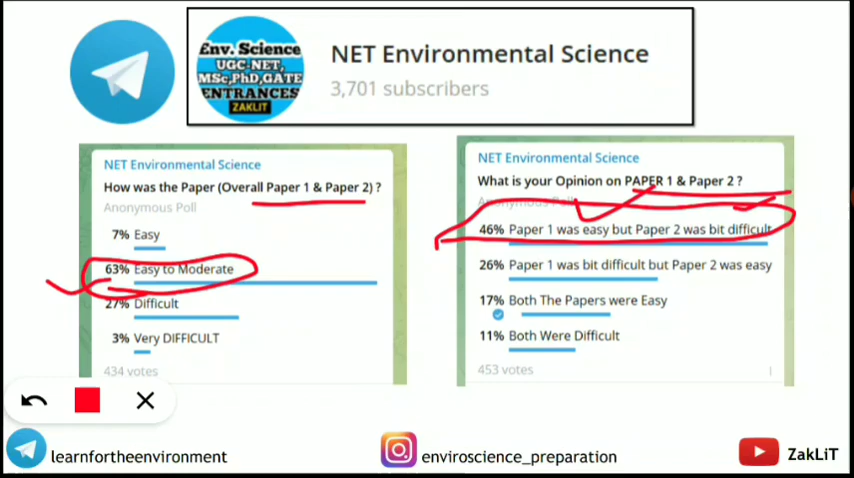 Env. Science
UGC-NET,
MSc,PhD,GATE
ENTRANCES
ZAKLIT
NET Environmental Science
3,701 subscribers
NET Environmental Science
How was the Paper (Overall Paper 1 & Paper 2) ?
Anonymous Poll
7% Easy
63% Easy to Moderate
27% Difficult
3% Very DIFFICULT
434 votes
NET Environmental Science
What is your Opinion on PAPER 1 & Paper 2 ?
Anonymous Poll
46% Paper 1 was easy but Paper 2 was bit difficult
26% Paper 1 was bit difficult but Paper 2 was easy
17% Both The Papers were Easy
11% Both Were Difficult
453 votes
learnfortheenvironment
enviroscience_preparation
ZakLiT